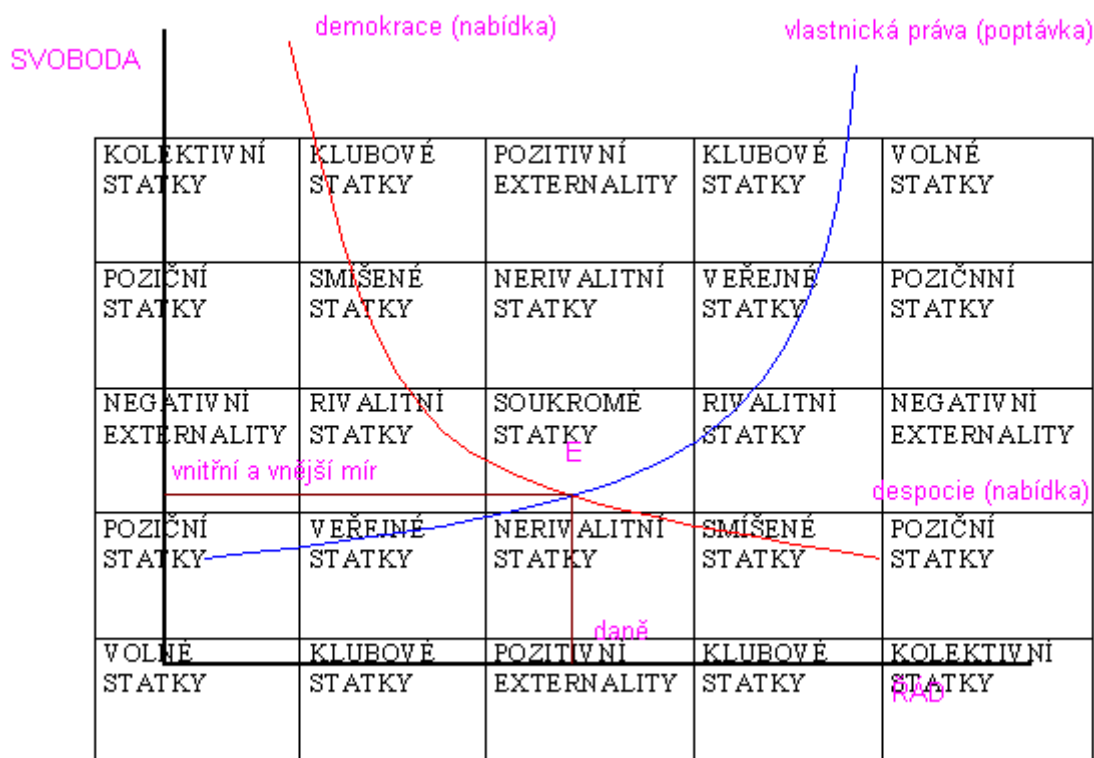 demokrace (nabídka)
vlastnická práva (poptávka)
SVOBODA
KOLEKTIVNÍ
STATKY
KLUBOVÉ
STATKY
POZITIVNÍ
EXTERNALITY
KLUBOVÉ
STATKY
VOLNÉ
STATKY
POZIČNÍ
STATKY
SMÍŠENÉ
STATKY
NERIVALITNÍ
STATKY
VEŘEJNÉ
STATKY
POZIČNNÍ
STATKY
NEGATIVNÍ
EXTERNALITY
RIVALITNÍ
STATKY
SOUKROMÉ
STATKY
RIVALITNÍ
STATKY
NEGATIVNÍ
EXTERNALITY
E
vnitřní a vnější mír
despocie (nabídka)
POZIČNÍ
STATKY
VEŘEJNÉ
STATKY
NERIVALITNÍ
STATKY
SMÍŠENÉ
STATKY
POZIČNÍ
STATKY
daně
VOLNÉ
STATKY
KLUBOVÉ
STATKY
POZITIVNÍ
EXTERNALITY
KLUBOVÉ
STATKY
KOLEKTIVNÍ
STATKY
ŘÁD